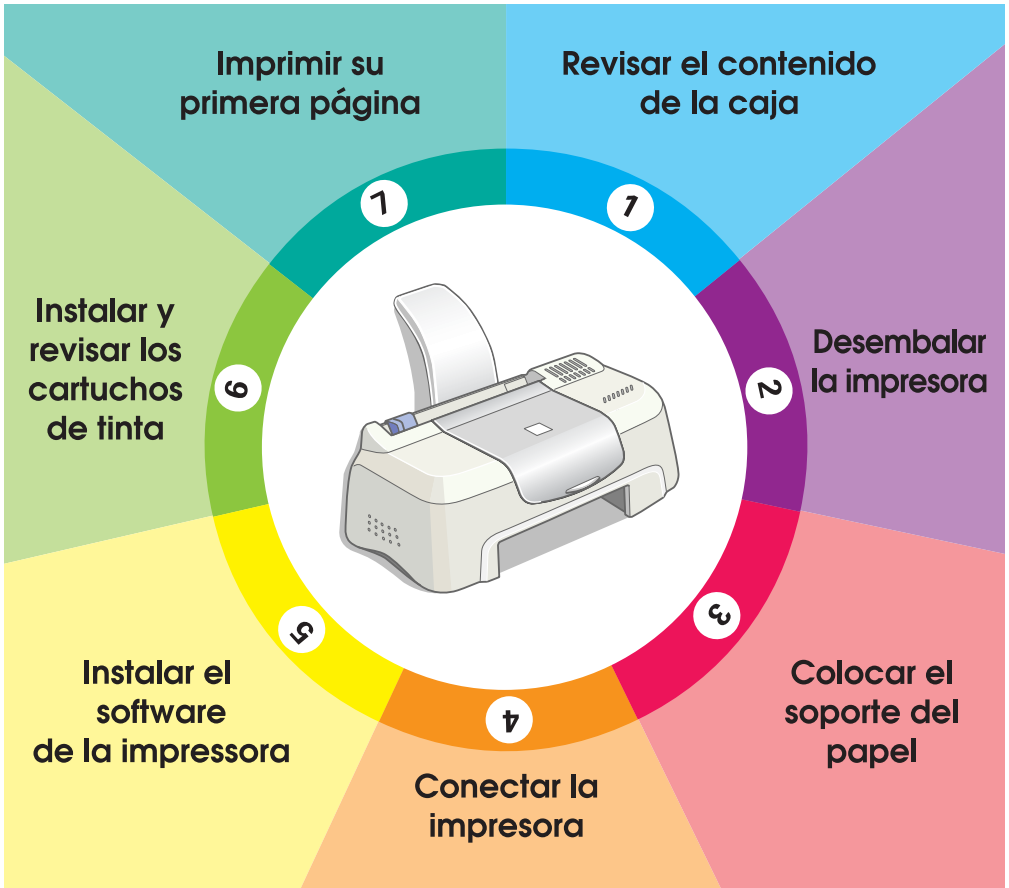 1
Revisar el contenido
de la caja
2
Desembalar
la impresora
3
Colocar el
soporte del
papel
4
Conectar la
impresora
5
Instalar el
software
de la impressora
6
Instalar y
revisar los
cartuchos
de tinta
7
Imprimir su
primera página